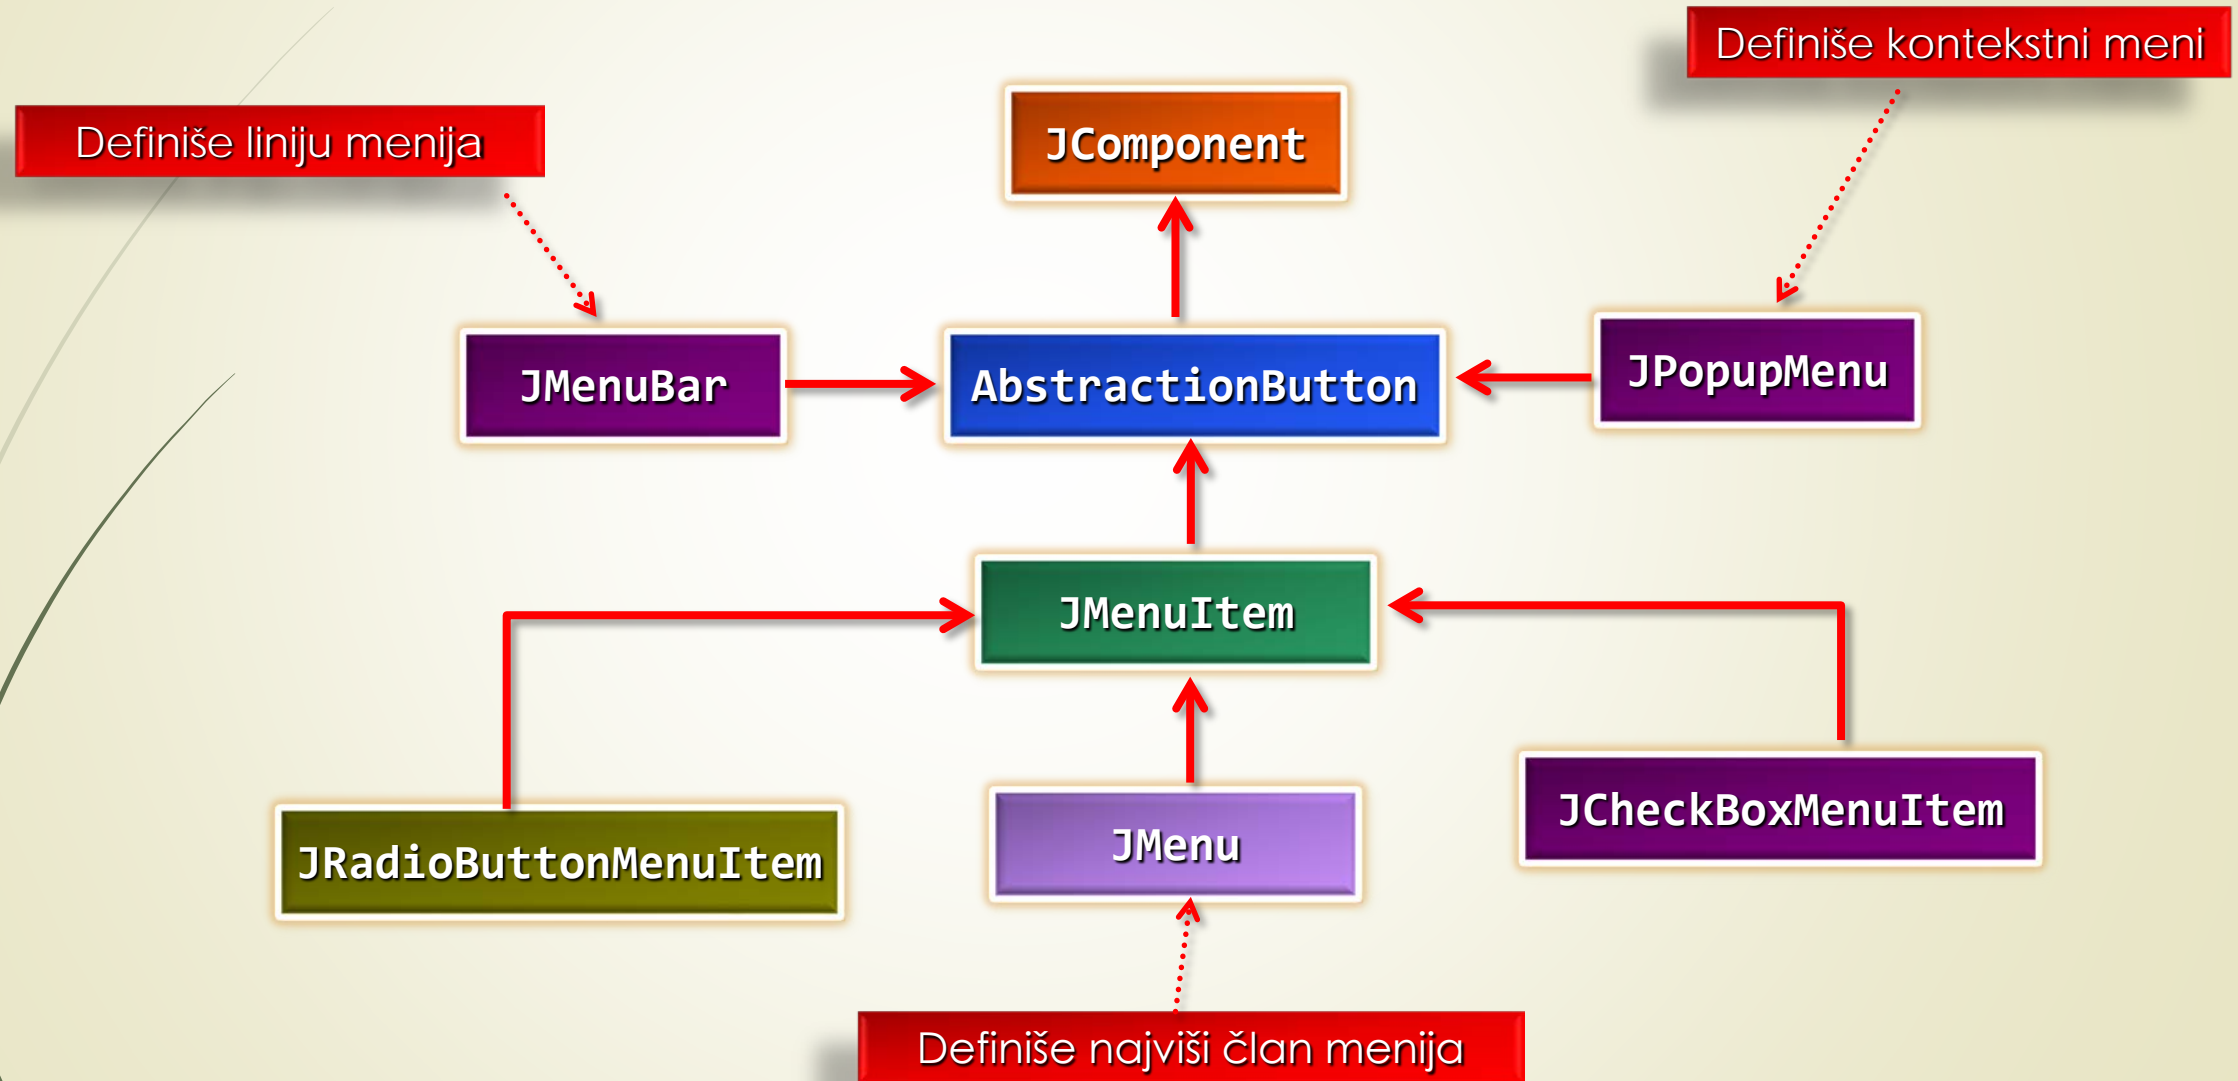 Definiše kontekstni meni
Definiše liniju menija
JComponent
JMenuBar
AbstractionButton
JPopupMenu
JMenuItem
JRadioButtonMenuItem
JMenu
JCheckBoxMenuItem
Definiše najviši član menija